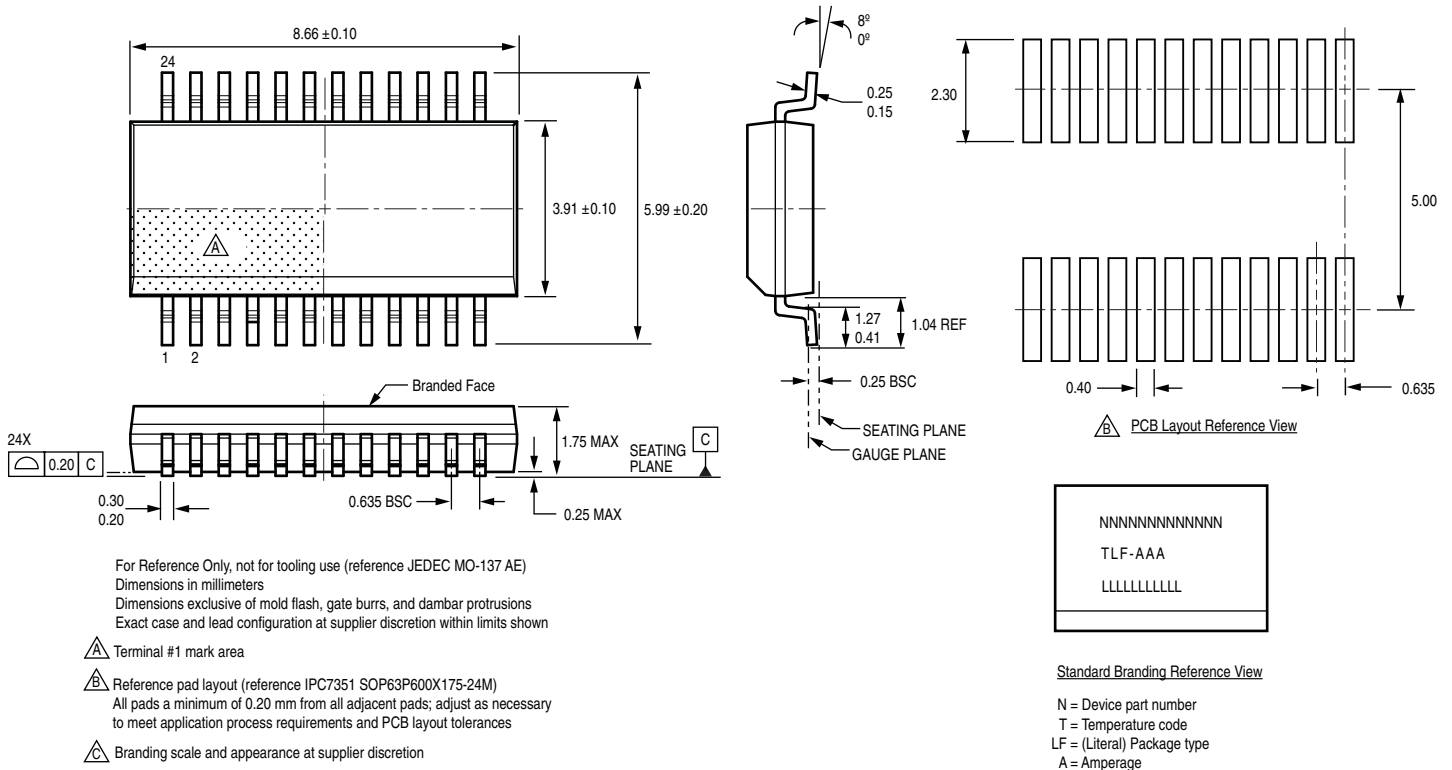 8.66 ±0.10
24
3.91 ±0.10
5.99 ±0.20
A
1 2
8º
0º
0.25
0.15
1.27
0.41
1.04 REF
0.25 BSC
SEATING PLANE
GAUGE PLANE
2.30
5.00
0.40
0.635
B PCB Layout Reference View
Branded Face
24X
0.20 C
1.75 MAX
SEATING
PLANE
C
0.30
0.20
0.635 BSC
0.25 MAX
For Reference Only, not for tooling use (reference JEDEC MO-137 AE)
Dimensions in millimeters
Dimensions exclusive of mold flash, gate burrs, and dambar protrusions
Exact case and lead configuration at supplier discretion within limits shown
A Terminal #1 mark area
B Reference pad layout (reference IPC7351 SOP63P600X175-24M)
All pads a minimum of 0.20 mm from all adjacent pads; adjust as necessary
to meet application process requirements and PCB layout tolerances
C Branding scale and appearance at supplier discretion
NNNNNNNNNNNNN
TLF-AAA
LLLLLLLLLLL
Standard Branding Reference View
N = Device part number
T = Temperature code
LF = (Literal) Package type
A = Amperage